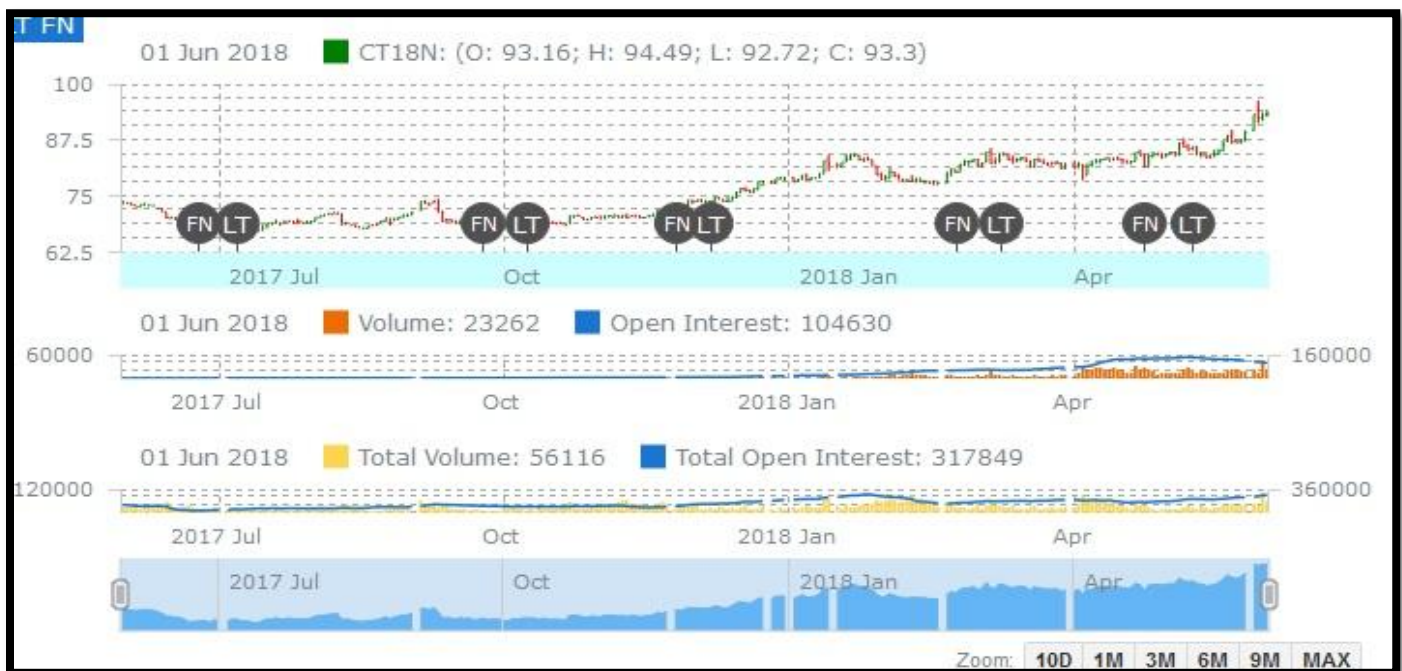 LT FN
01 Jun 2018 CT18N: (O: 93.16; H: 94.49; L: 92.72; C: 93.3)
100
87.5
75
62.5
FN LT FN LT FN LT FN LT FN LT
2017 Jul Oct 2018 Jan Apr
01 Jun 2018 Volume: 23262 Open Interest: 104630
60000 160000
2017 Jul Oct 2018 Jan Apr
01 Jun 2018 Total Volume: 56116 Total Open Interest: 317849
120000 360000
2017 Jul Oct 2018 Jan Apr
2017 Jul Oct 2018 Jan Apr
Zoom: 10D 1M 3M 6M 9M MAX